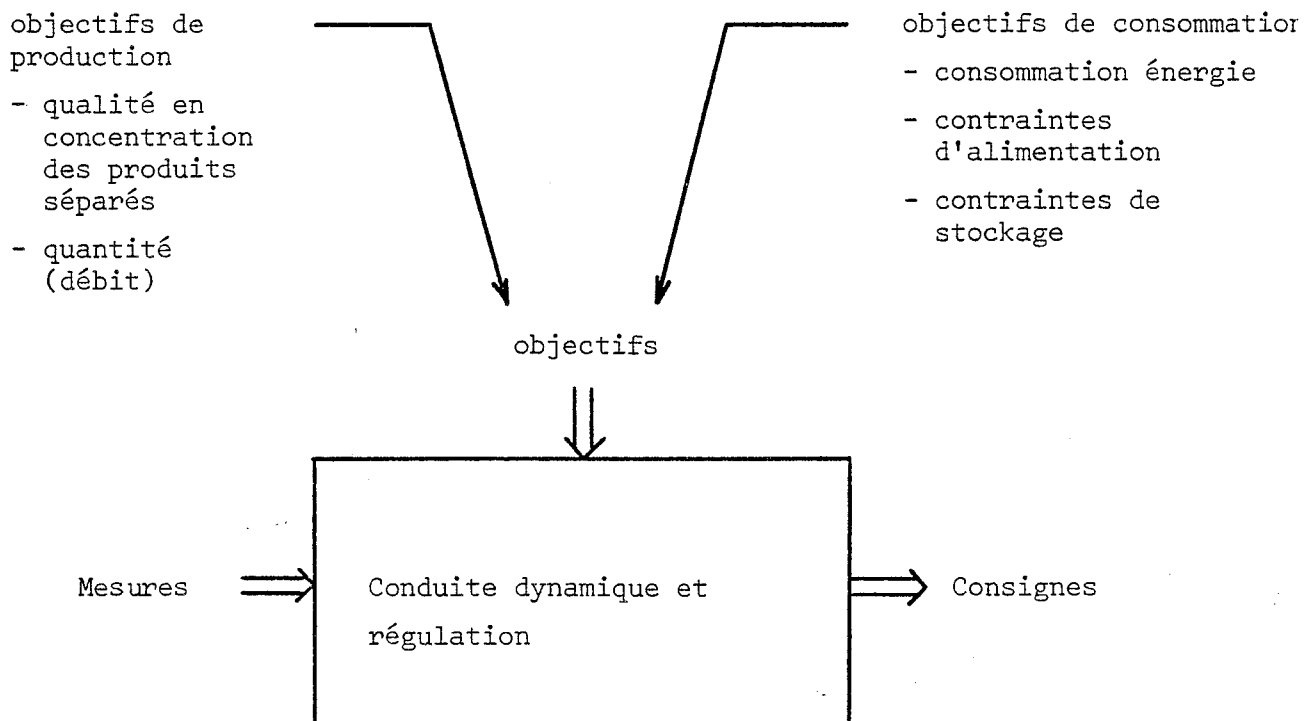 objectifs de
production
- qualité en
concentration
des produits
séparés
- quantité
(débit)
objectifs de consommation
- consommation énergie
- contraintes
d'alimentation
- contraintes de
stockage
objectifs
Mesures
Conduite dynamique et
régulation
Consignes